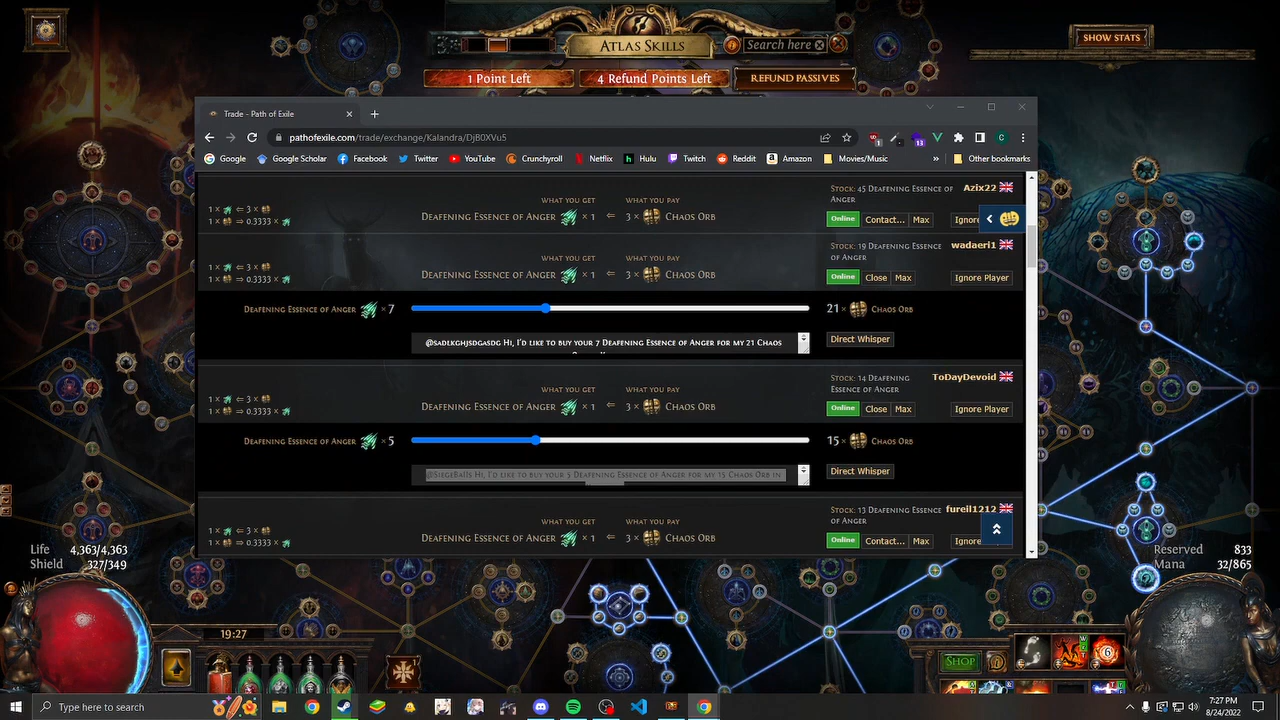 ATLAS SKILLS
Search here
SHOW STATS
1 Point Left
4 Refund Points Left
REFUND PASSIVES
Trade - Path of Exile
pathofexile.com/trade/exchange/Kalandra/DjB0XVu5
1
13
C
Google
Google Scholar
Facebook
Twitter
YouTube
Crunchyroll
Netflix
Hulu
Twitch
Reddit
Amazon
Movies/Music
»
Other bookmarks
1 × ⇐ 3 ×
1 × ⇒ 0.3333 ×
WHAT YOU GET
WHAT YOU PAY
DEAFENING ESSENCE OF ANGER × 1 ⇐ 3 × CHAOS ORB
STOCK: 45 DEAFENING ESSENCE OF
ANGER
Azix22
Online
Contact...
Max
Ignore
1 × ⇐ 3 ×
1 × ⇒ 0.3333 ×
WHAT YOU GET
WHAT YOU PAY
DEAFENING ESSENCE OF ANGER × 1 ⇐ 3 × CHAOS ORB
STOCK: 19 DEAFENING ESSENCE
OF ANGER
wadaeri1
Online
Close
Max
Ignore Player
DEAFENING ESSENCE OF ANGER × 7
21 × CHAOS ORB
@SADLKGHJSDGASDG HI, I'D LIKE TO BUY YOUR 7 DEAFENING ESSENCE OF ANGER FOR MY 21 CHAOS
Direct Whisper
1 × ⇐ 3 ×
1 × ⇒ 0.3333 ×
WHAT YOU GET
WHAT YOU PAY
DEAFENING ESSENCE OF ANGER × 1 ⇐ 3 × CHAOS ORB
STOCK: 14 DEAFENING
ESSENCE OF ANGER
ToDayDevoid
Online
Close
Max
Ignore Player
DEAFENING ESSENCE OF ANGER × 5
15 × CHAOS ORB
@SIEGEBALLS HI, I'D LIKE TO BUY YOUR 5 DEAFENING ESSENCE OF ANGER FOR MY 15 CHAOS ORB IN
Direct Whisper
1 × ⇐ 3 ×
1 × ⇒ 0.3333 ×
WHAT YOU GET
WHAT YOU PAY
DEAFENING ESSENCE OF ANGER × 1 ⇐ 3 × CHAOS ORB
STOCK: 13 DEAFENING ESSENCE
OF ANGER
fureil1212
Online
Contact...
Max
Ignore
Life 4,363/4,363
Shield 327/349
Reserved 833
Mana 32/865
19:27
SHOP
6
Type here to search
7:27 PM
8/24/2022